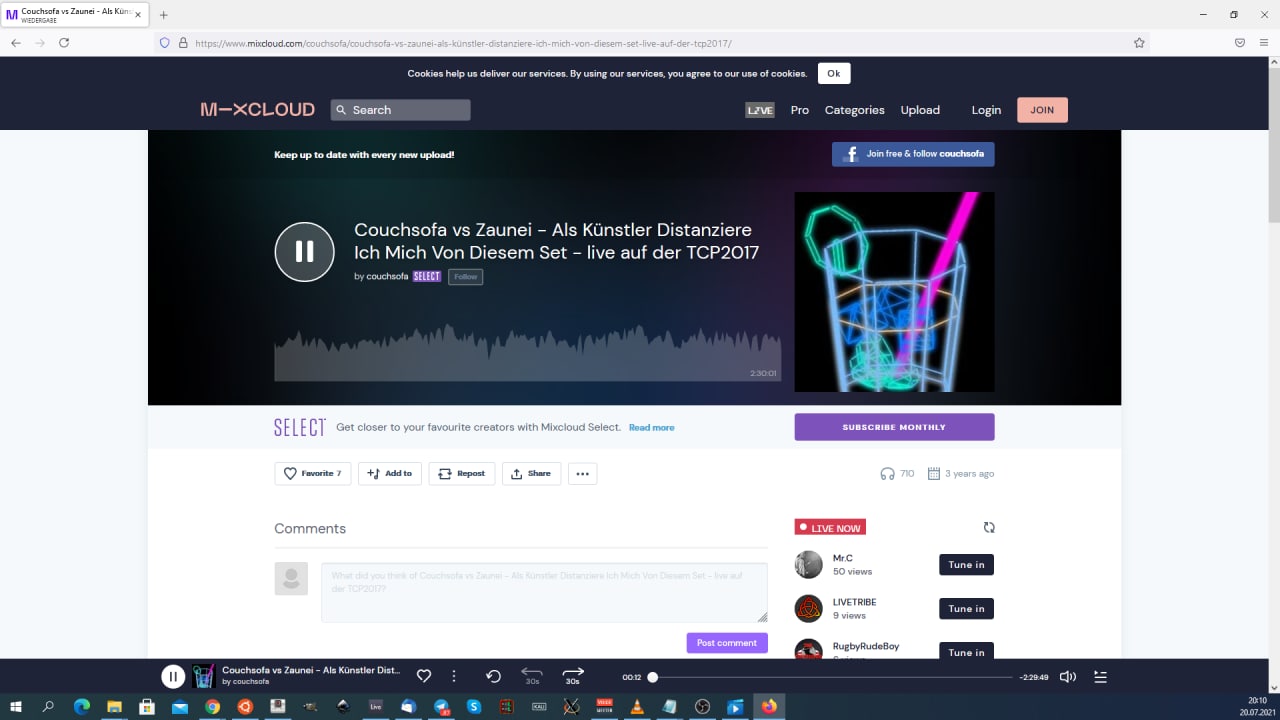 Couchsofa vs Zaunei - Als Küns
WIEDERGABE
https://www.mixcloud.com/couchsofa/couchsofa-vs-zaunei-als-künstler-distanziere-ich-mich-von-diesem-set-live-auf-der-tcp2017/
Cookies help us deliver our services. By using our services, you agree to our use of cookies. Ok
M-XCLOUD Search LIVE Pro Categories Upload Login JOIN
Keep up to date with every new upload! Join free & follow couchsofa
Couchsofa vs Zaunei - Als Künstler Distanziere
Ich Mich Von Diesem Set - live auf der TCP2017
by couchsofa SELECT Follow
2:30:01
SELECT Get closer to your favourite creators with Mixcloud Select. Read more SUBSCRIBE MONTHLY
Favorite 7 Add to Repost Share 710 3 years ago
Comments
What did you think of Couchsofa vs Zaunei - Als Künstler Distanziere Ich Mich Von Diesem Set - live auf
der TCP2017?
Post comment
LIVE NOW
Mr.C
50 views
Tune in
LIVETRIBE
9 views
Tune in
RugbyRudeBoy
Tune in
Couchsofa vs Zaunei - Als Künstler Dist...
by couchsofa
30s 30s 00:12 -2:29:49
Live KALI
20:10
20.07.2021